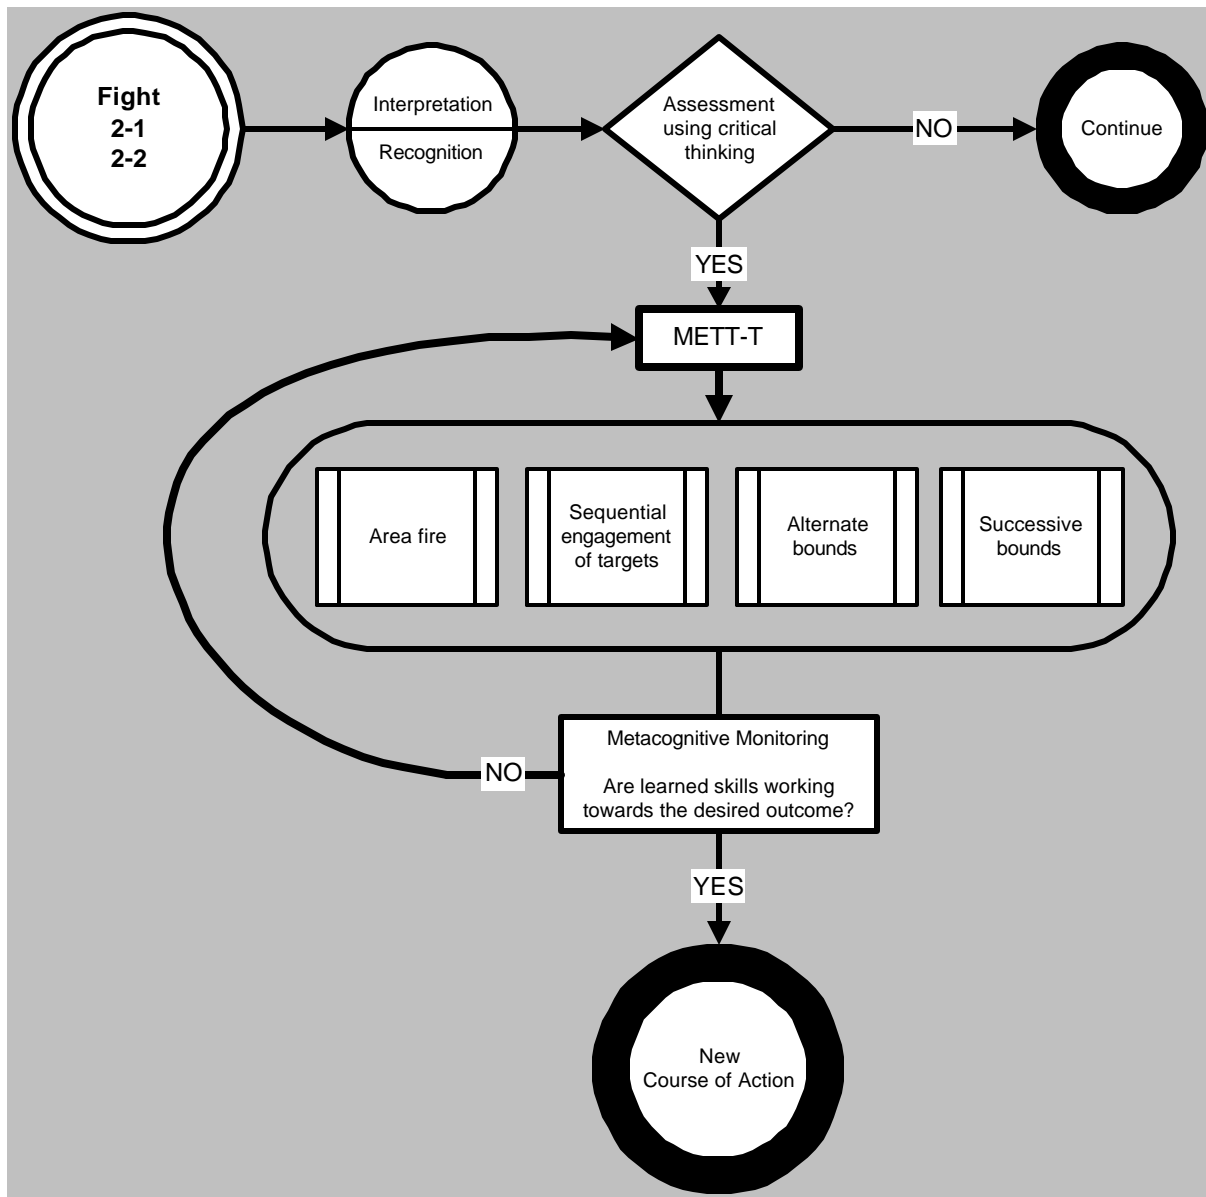 Fight
2-1
2-2
Interpretation
Recognition
Assessment
using critical
thinking
NO
Continue
YES
METT-T
Area fire
Sequential
engagement
of targets
Alternate
bounds
Successive
bounds
Metacognitive Monitoring
Are learned skills working
towards the desired outcome?
NO
YES
New
Course of Action